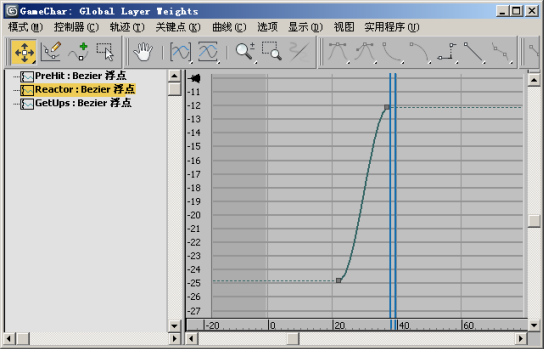 GameChar: Global Layer Weights
模式(M) 控制器(C) 轨迹(T) 关键点(K) 曲线(C) 选项 显示(D) 视图 实用程序(U)
PreHit : Bezier 浮点
Reactor : Bezier 浮点
GetUps : Bezier 浮点
-11
-12
-13
-14
-15
-16
-17
-18
-19
-20
-21
-22
-23
-24
-25
-26
-27
-20 0 20 40 60